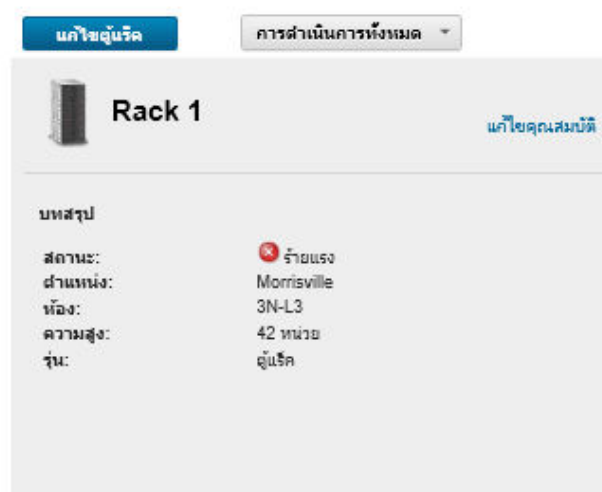 แก้ไขตู้แร็ค การดำเนินการทั้งหมด
Rack 1
แก้ไขคุณสมบัติ
บทสรุป
สถานะ: ร้ายแรง
ตำแหน่ง: Morrisville
ห้อง: 3N-L3
ความสูง: 42 หน่วย
รุ่น: ตู้แร็ค